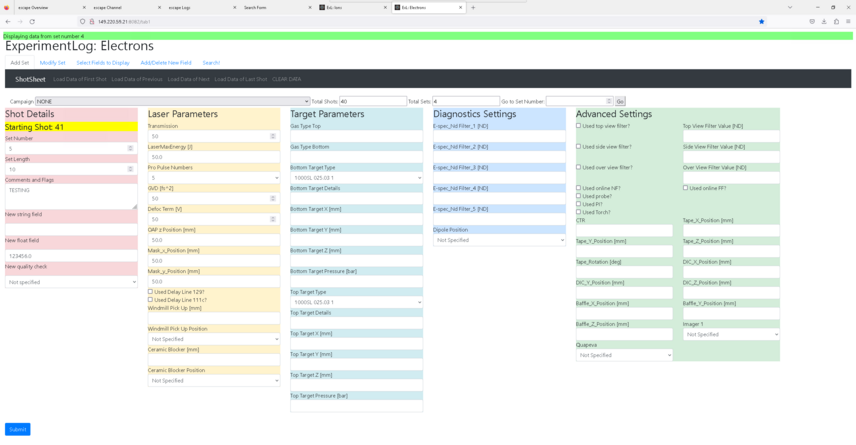 ecxape Overview
ecxape Channel
ecxape Logs
Search Form
ExL-Ions
ExL-Electrons
149.220.59.21:8080/bar/
Displaying data from set number 4
ExperimentLog: Electrons
Add Set Modify Set Select Fields to Display Add/Delete New Field Search!
ShotSheet Load Data of First Shot Load Data of Previous Load Data of Next Load Data of Last Shot CLEAR DATA
Campaign: NONE Total Shots: 40 Total Sets: 4 Go to Set Number: Go
Shot Details
Starting Shot: 41
Set Number
5
Set Length
10
Comments and Flags
TESTING
New string field
New float field
123456.0
New quality check
Not specified
Laser Parameters
Transmission
50
LaserMaxEnergy [J]
50.0
Pro Pulse Numbers
5
GVD [fs^2]
50
Defoc Term [V]
50
OAP z Position [mm]
50.0
Mask_x_Position [mm]
50.0
Mask_y_Position [mm]
50.0
Used Delay Line 129?
Used Delay Line 111c?
Windmill Pick Up [mm]
Windmill Pick Up Position
Not Specified
Ceramic Blocker [mm]
Ceramic Blocker Position
Not Specified
Target Parameters
Gas Type Top
Gas Type Bottom
Bottom Target Type
1000SL 025.03 1
Bottom Target Details
Bottom Target X [mm]
Bottom Target Y [mm]
Bottom Target Z [mm]
Bottom Target Pressure [bar]
Top Target Type
1000SL 025.03 1
Top Target Details
Top Target X [mm]
Top Target Y [mm]
Top Target Z [mm]
Top Target Pressure [bar]
Diagnostics Settings
E-spec_Nd Filter_1 [ND]
E-spec_Nd Filter_2 [ND]
E-spec_Nd Filter_3 [ND]
E-spec_Nd Filter_4 [ND]
E-spec_Nd Filter_5 [ND]
Dipole Position
Not Specified
Advanced Settings
Used top view filter? Top View Filter Value [ND]
Used side view filter? Side View Filter Value [ND]
Used over view filter? Over View Filter Value [ND]
Used online NF? Used online FF?
Used probe?
Used Torch?
CTR Tape_X_Position [mm]
Tape_Y_Position [mm] Tape_Z_Position [mm]
Tape_Rotation [deg] DIC_X_Position [mm]
DIC_Y_Position [mm] DIC_Z_Position [mm]
Baffle_X_Position [mm] Baffle_Y_Position [mm]
Baffle_Z_Position [mm] Imager 1
Not Specified
Quapeva
Not Specified
Submit